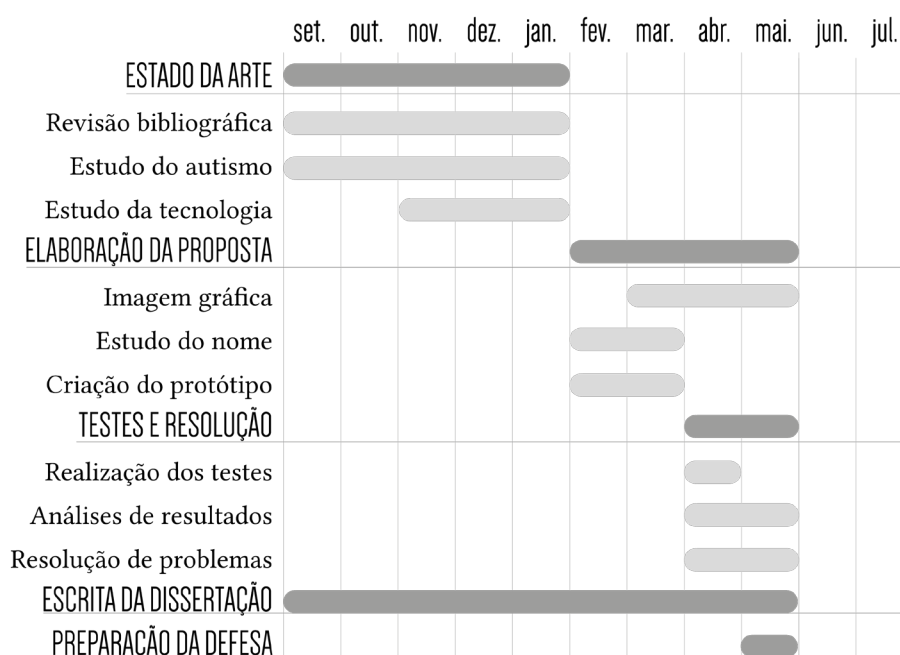 set. out. nov. dez. jan. fev. mar. abr. mai. jun. jul.
ESTADO DA ARTE
Revisão bibliográfica
Estudo do autismo
Estudo da tecnologia
ELABORAÇÃO DA PROPOSTA
Imagem gráfica
Estudo do nome
Criação do protótipo
TESTES E RESOLUÇÃO
Realização dos testes
Análises de resultados
Resolução de problemas
ESCRITA DA DISSERTAÇÃO
PREPARAÇÃO DA DEFESA